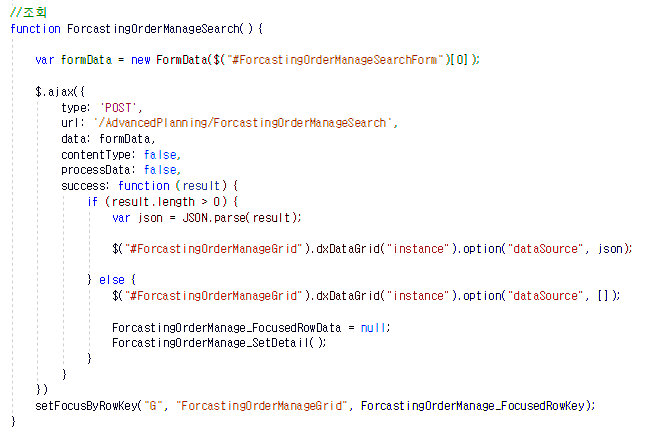 //조회
function ForcastingOrderManageSearch() {
var formData = new FormData($("#ForcastingOrderManageSearchForm")[0]);
$.ajax({
type: 'POST',
url: '/AdvancedPlanning/ForcastingOrderManageSearch',
data: formData,
contentType: false,
processData: false,
success: function (result) {
if (result.length > 0) {
var json = JSON.parse(result);
$("#ForcastingOrderManageGrid").dxDataGrid("instance").option("dataSource", json);
} else {
$("#ForcastingOrderManageGrid").dxDataGrid("instance").option("dataSource", []);
ForcastingOrderManage_FocusedRowData = null;
ForcastingOrderManage_SetDetail();
}
}
})
setFocusByRowKey("G", "ForcastingOrderManageGrid", ForcastingOrderManage_FocusedRowKey);
}